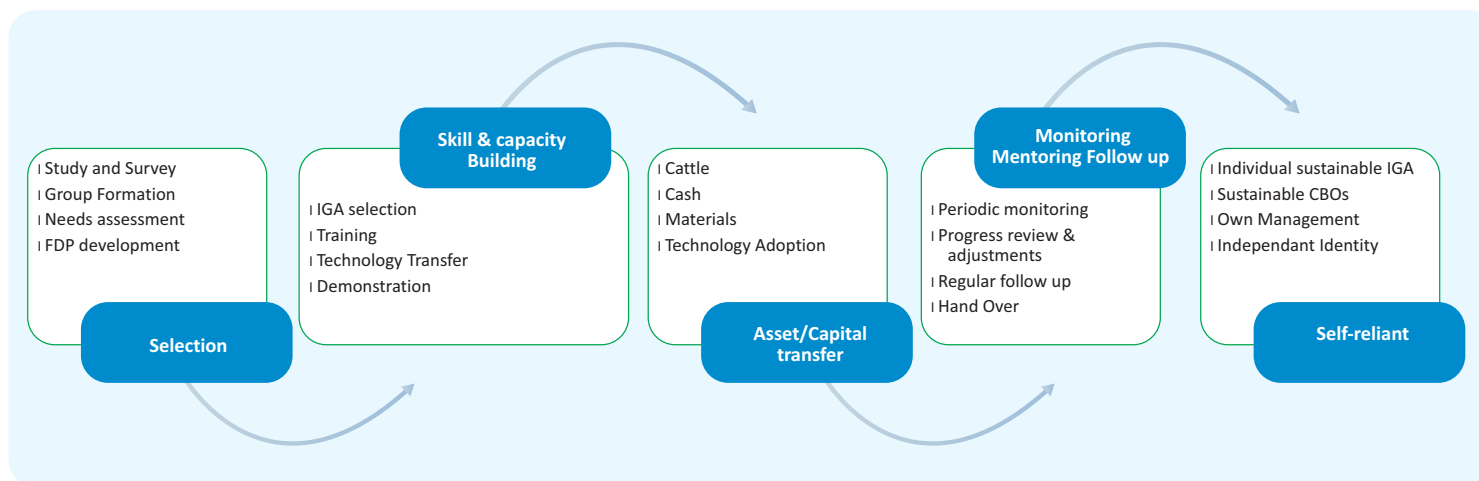 Study and Survey
Group Formation
Needs assessment
FDP development
Selection
Skill & capacity
Building
IGA selection
Training
Technology Transfer
Demonstration
Cattle
Cash
Materials
Technology Adoption
Asset/Capital
transfer
Monitoring
Mentoring Follow up
Periodic monitoring
Progress review &
adjustments
Regular follow up
Hand Over
Individual sustainable IGA
Sustainable CBOs
Own Management
Independant Identity
Self-reliant